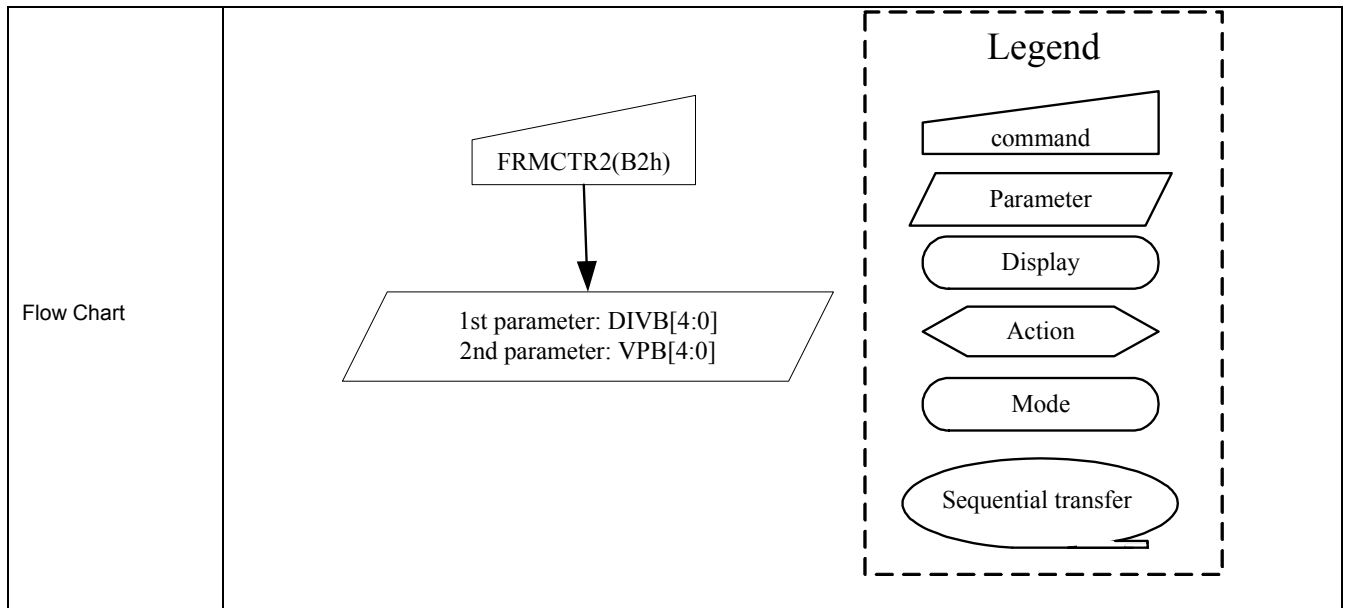 Flow Chart
FRMCTR2(B2h)
1st parameter: DIVB[4:0]
2nd parameter: VPB[4:0]
Legend
command
Parameter
Display
Action
Mode
Sequential transfer